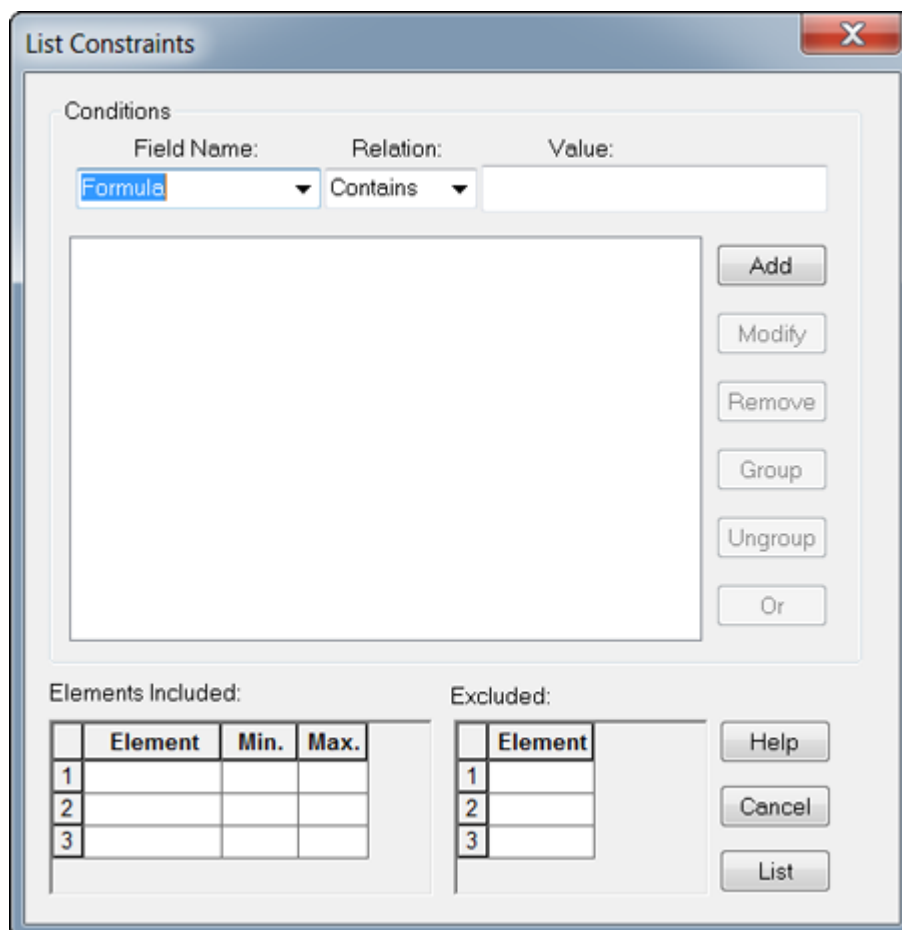 List Constraints
Conditions
Field Name: Relation: Value:
Formula Contains
Add
Modify
Remove
Group
Ungroup
Or
Elements Included: Excluded:
Element Min. Max. Element Help
1 1
2 2 Cancel
3 3
List